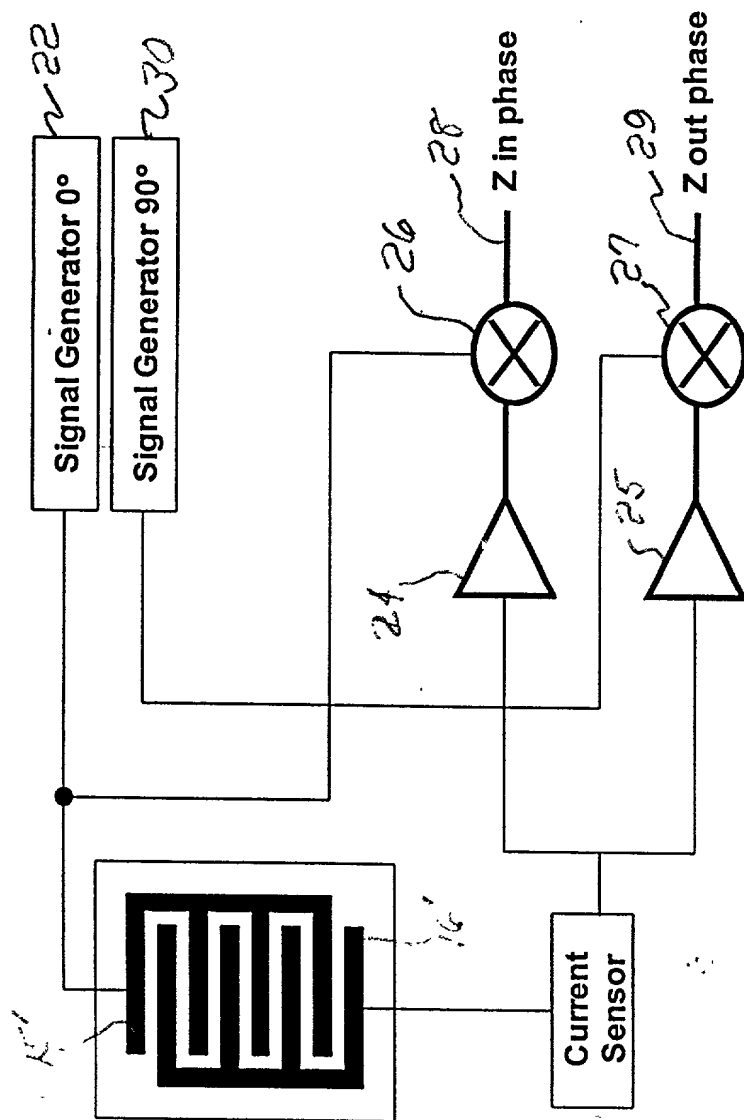 Signal Generator 0°
22
Signal Generator 90°
30
26
28
Z in phase
24
27
29
Z out phase
25
16'
Current
Sensor